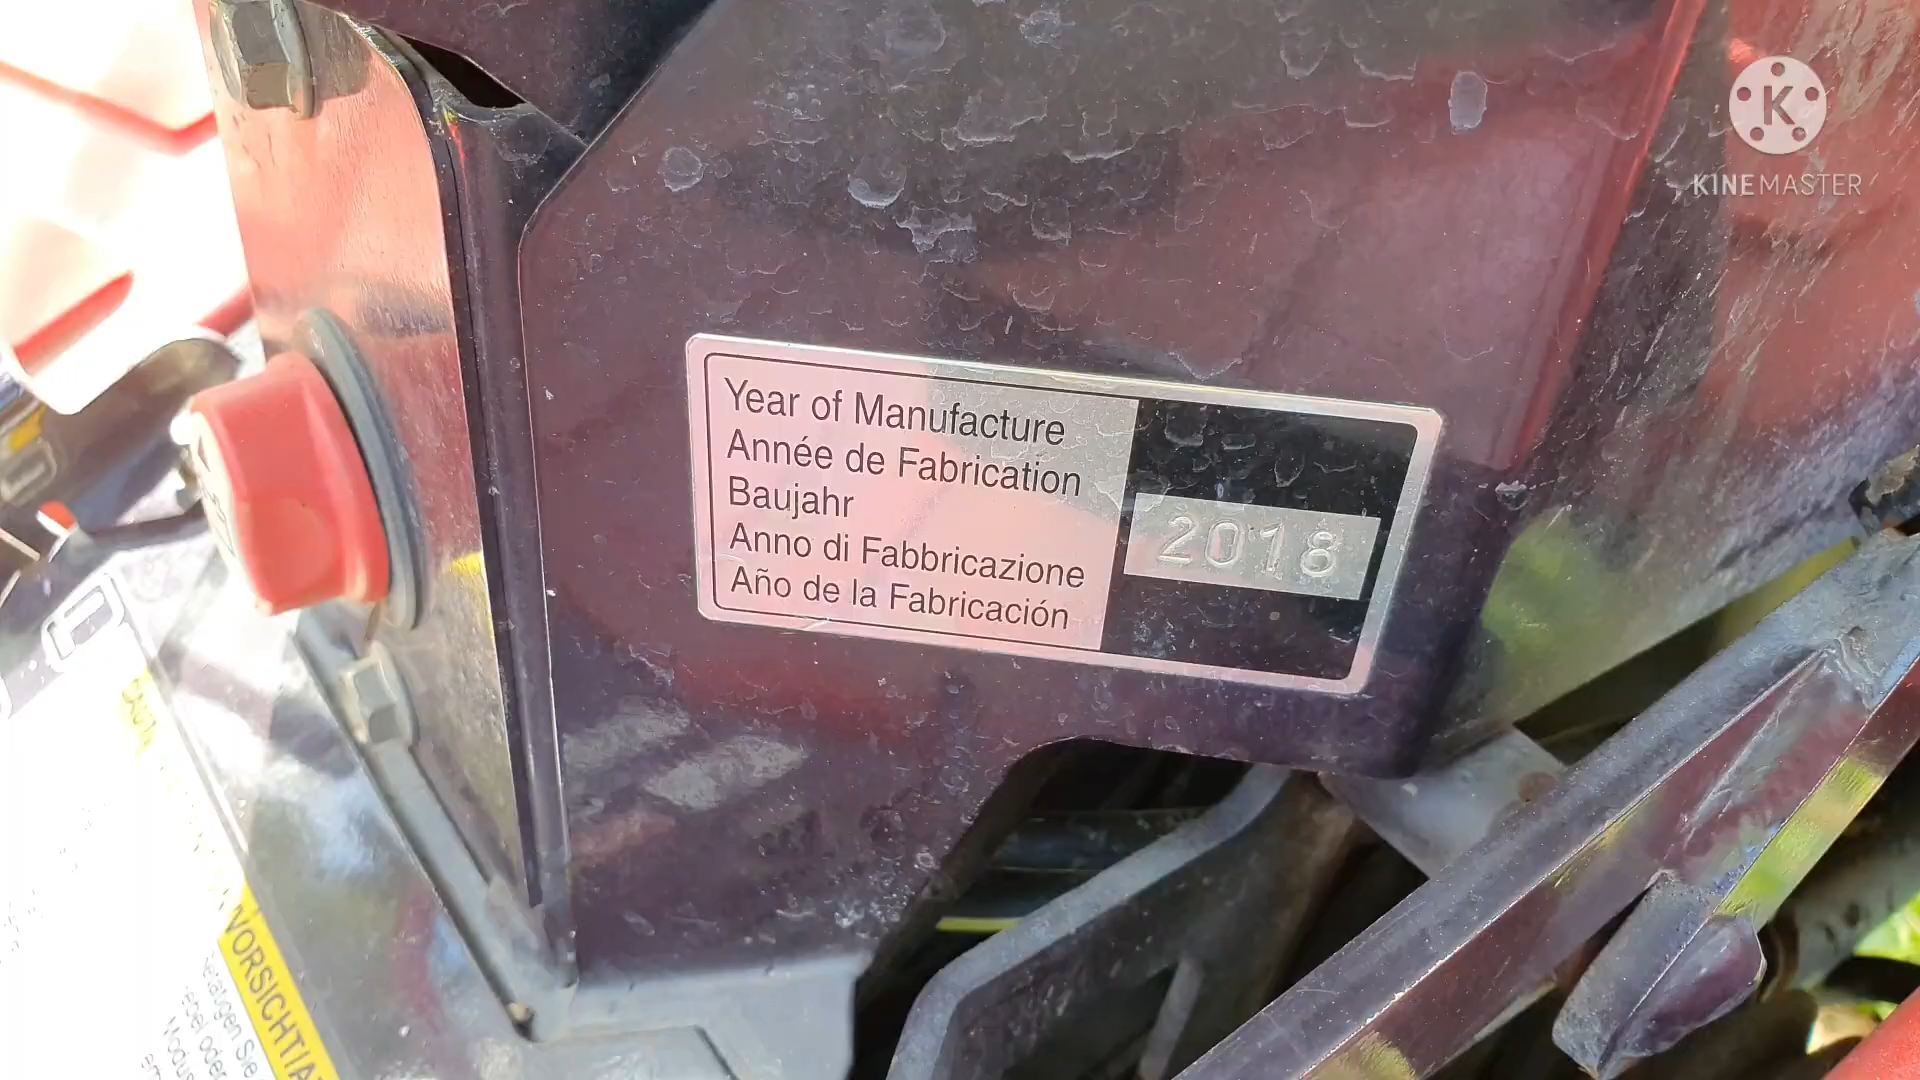 K
KINEMASTER
Year of Manufacture
Année de Fabrication
Baujahr
Anno di Fabbricazione
Año de la Fabricación
2018
VORSICHT!